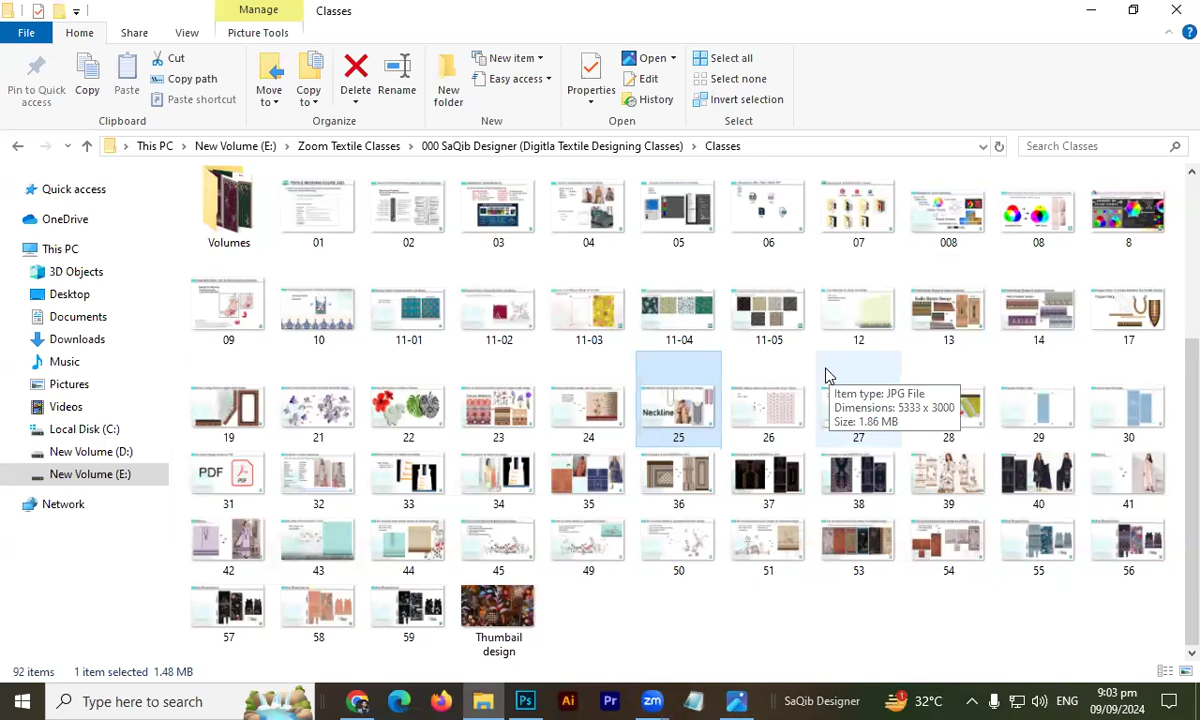 Manage
Classes
File
Home
Share
View
Picture Tools
Pin to Quick access
Copy
Paste
Cut
Copy path
Paste shortcut
Clipboard
Move to
Copy to
Delete
Rename
Organize
New folder
New item
Easy access
New
Properties
Open
Edit
History
Open
Select all
Select none
Invert selection
Select
This PC
New Volume (E:)
Zoom Textile Classes
000 SaQib Designer (Digitla Textile Designing Classes)
Classes
Search Classes
Quick access
OneDrive
This PC
3D Objects
Desktop
Documents
Downloads
Music
Pictures
Videos
Local Disk (C:)
New Volume (D:)
New Volume (E:)
Network
Volumes 01 02 03 04 05 06 07 008 08 8
09 10 11-01 11-02 11-03 11-04 11-05 12 13 14 17
Neckline
Item type: JPG File
Dimensions: 5333 x 3000
Size: 1.86 MB
19 21 22 23 24 25 26 27 28 29 30
PDF
PDF
31 32 33 34 35 36 37 38 39 40 41
42 43 44 45 49 50 51 53 54 55 56
57 58 59 Thumbail design
92 items 1 item selected 1.48 MB
Type here to search
Ps
Ai
Pr
zm
SaQib Designer
32°C
ENG
9:03 pm
09/09/2024